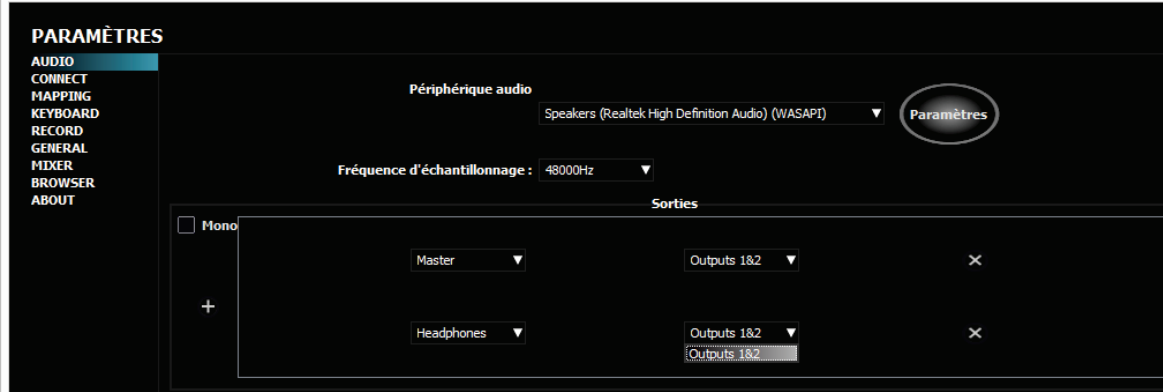 PARAMÈTRES
AUDIO
CONNECT
MAPPING
KEYBOARD
RECORD
GENERAL
MIXER
BROWSER
ABOUT
Périphérique audio
Speakers (Realtek High Definition Audio) (WASAPI)
Paramètres
Fréquence d'échantillonnage : 48000Hz
Sorties
Mono
Master Outputs 1&2
Headphones Outputs 1&2
Outputs 1&2